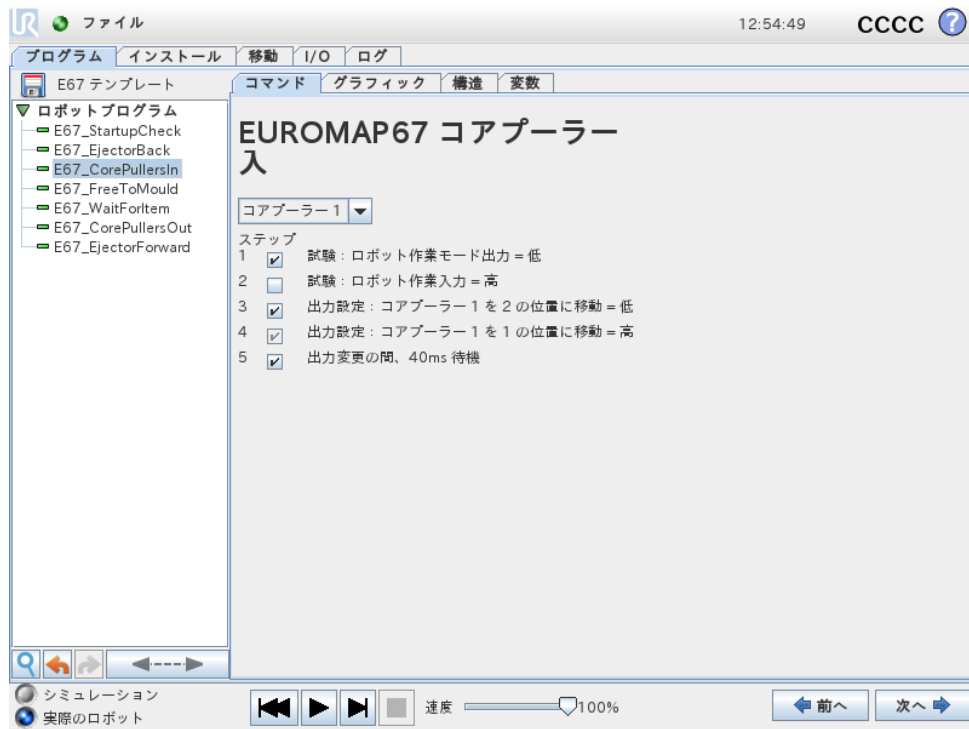 UR ファイル 12:54:49 CCCC ?
プログラム インストール 移動 I/O ログ
E67 テンプレート
コマンド グラフィック 構造 変数
ロボットプログラム
E67_StartupCheck
E67_EjectorBack
E67_CorePullersIn
E67_FreeToMould
E67_WaitForItem
E67_CorePullersOut
E67_EjectorForward
EUROMAP67 コアプーラー
入
コアプーラー 1
ステップ
1 試験：ロボット作業モード出力 = 低
2 試験：ロボット作業入力 = 高
3 出力設定：コアプーラー 1 を 2 の位置に移動 = 低
4 出力設定：コアプーラー 1 を 1 の位置に移動 = 高
5 出力変更の間、40ms 待機
シミュレーション
実際のロボット
速度 100%
前へ 次へ